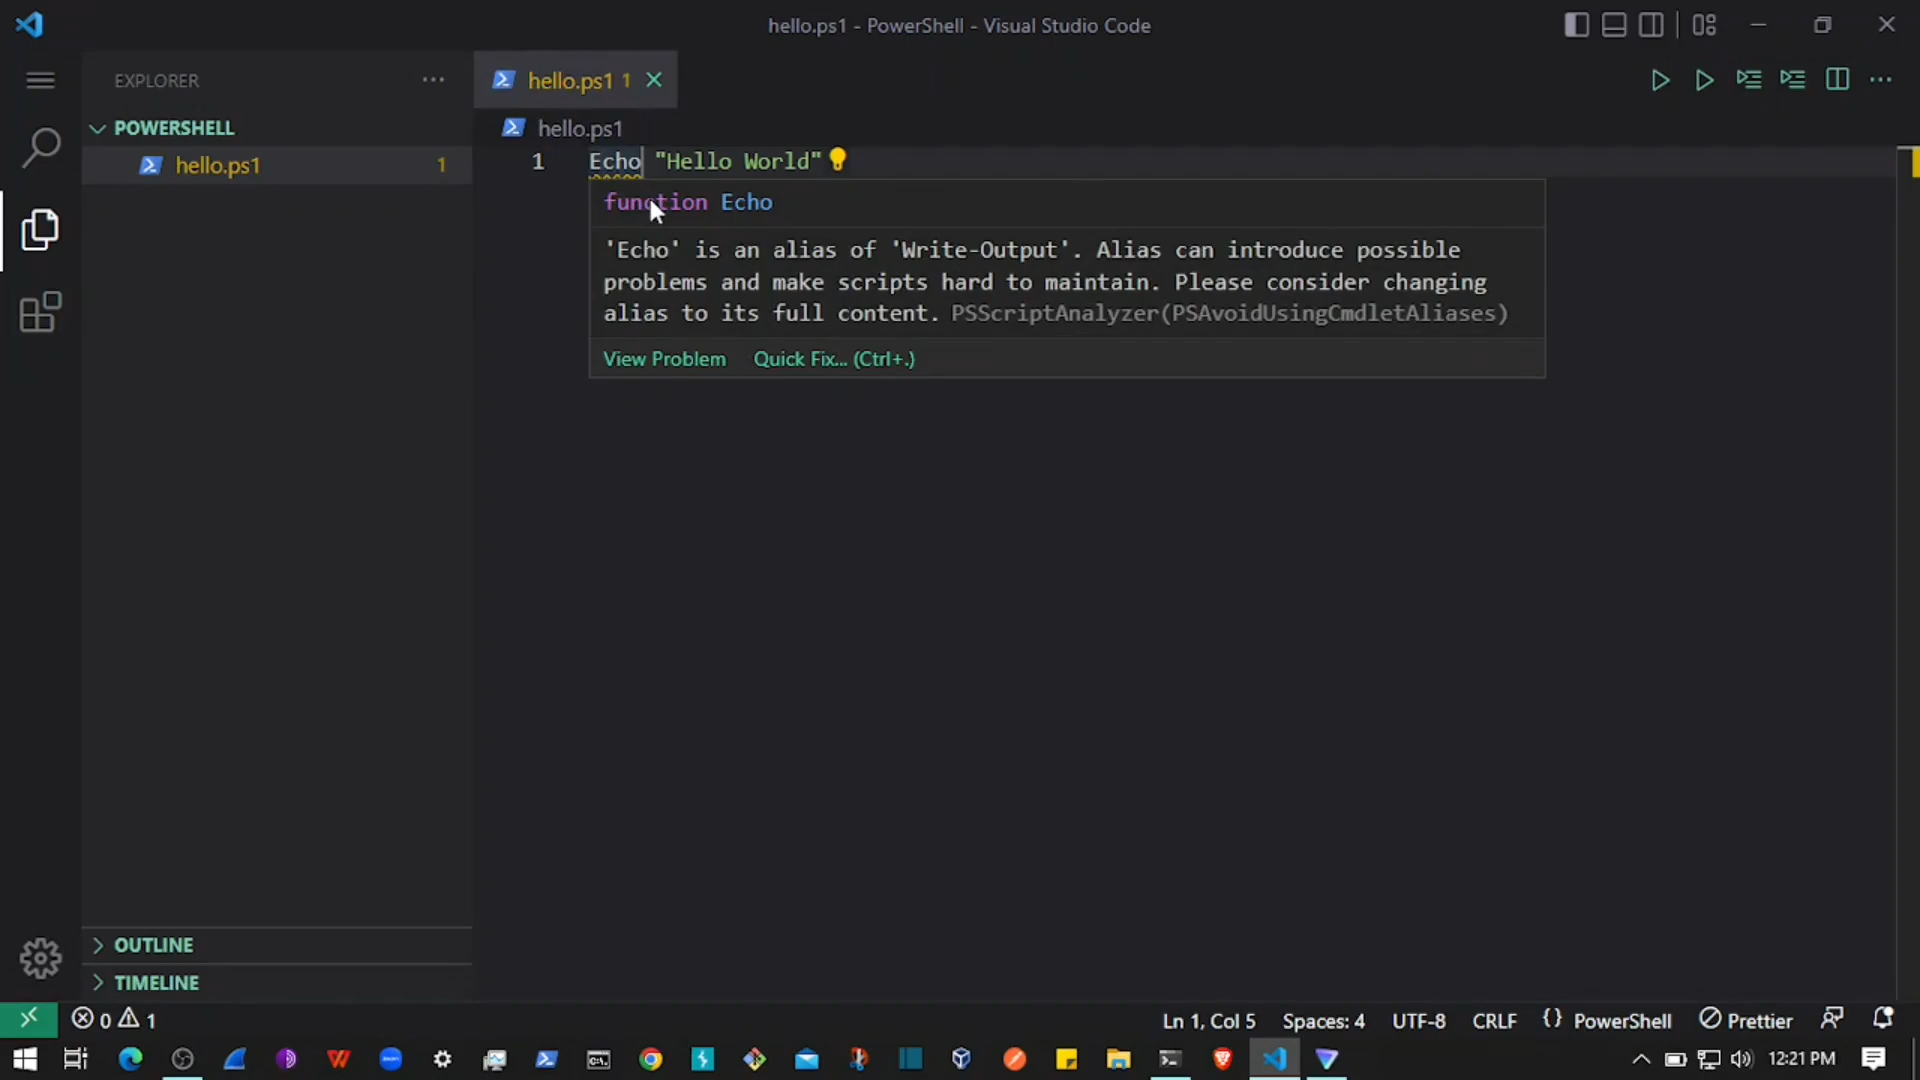 hello.ps1 - PowerShell - Visual Studio Code
EXPLORER
hello.ps1 1
POWERSHELL
hello.ps1
hello.ps1 1
1 Echo "Hello World"
function Echo
'Echo' is an alias of 'Write-Output'. Alias can introduce possible
problems and make scripts hard to maintain. Please consider changing
alias to its full content. PSScriptAnalyzer(PSAvoidUsingCmdletAliases)
View Problem Quick Fix... (Ctrl+.)
OUTLINE
TIMELINE
0 1
Ln 1, Col 5 Spaces: 4 UTF-8 CRLF {} PowerShell Prettier
12:21 PM